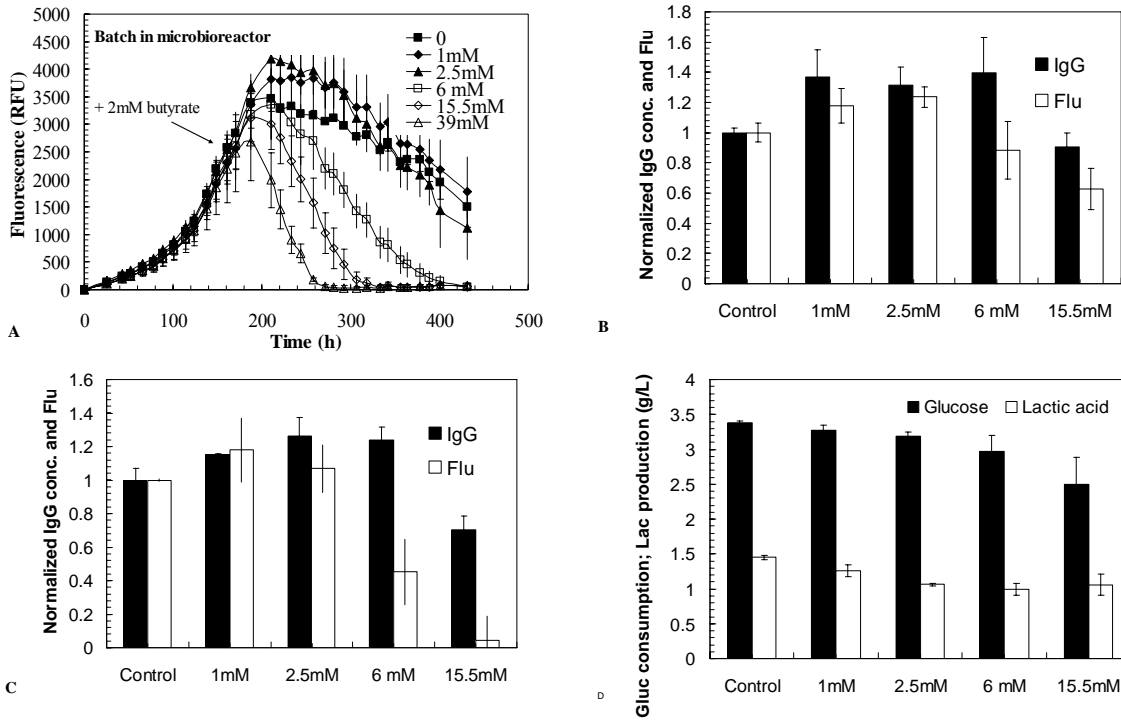 Batch in microbioreactor
0
1mM
2.5mM
6 mM
15.5mM
39mM
+ 2mM butyrate
Fluorescence (RFU)
5000
4500
4000
3500
3000
2500
2000
1500
1000
500
0
0 100 200 300 400 500
Time (h)
A
Normalized IgG conc. and Flu
1.8
1.6
1.4
1.2
1
0.8
0.6
0.4
0.2
0
IgG
Flu
Control 1mM 2.5mM 6 mM 15.5mM
B
Normalized IgG conc. and Flu
1.6
1.4
1.2
1
0.8
0.6
0.4
0.2
0
IgG
Flu
Control 1mM 2.5mM 6 mM 15.5mM
C
Gluc consumption; Lac production (g/L)
4
3.5
3
2.5
2
1.5
1
0.5
0
Glucose Lactic acid
Control 1mM 2.5mM 6 mM 15.5mM
D